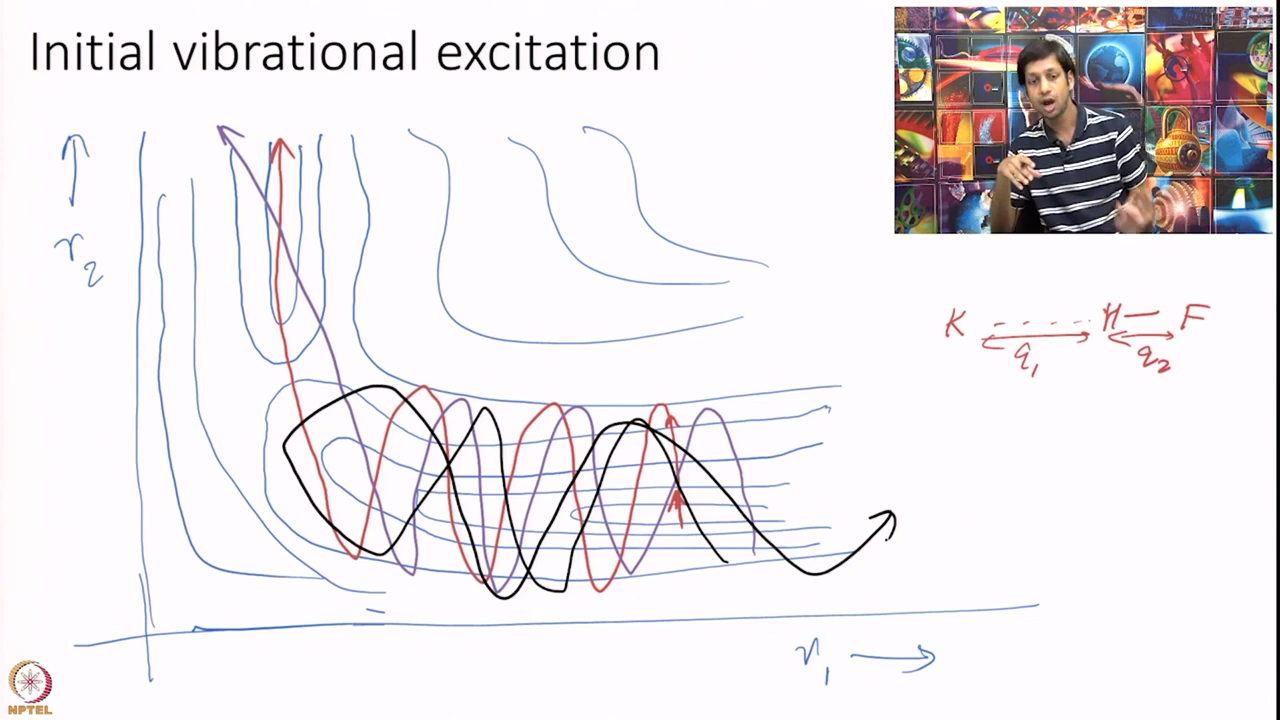 Initial vibrational excitation
r2
K - - - - H — F
q1 q2
r1
NPTEL